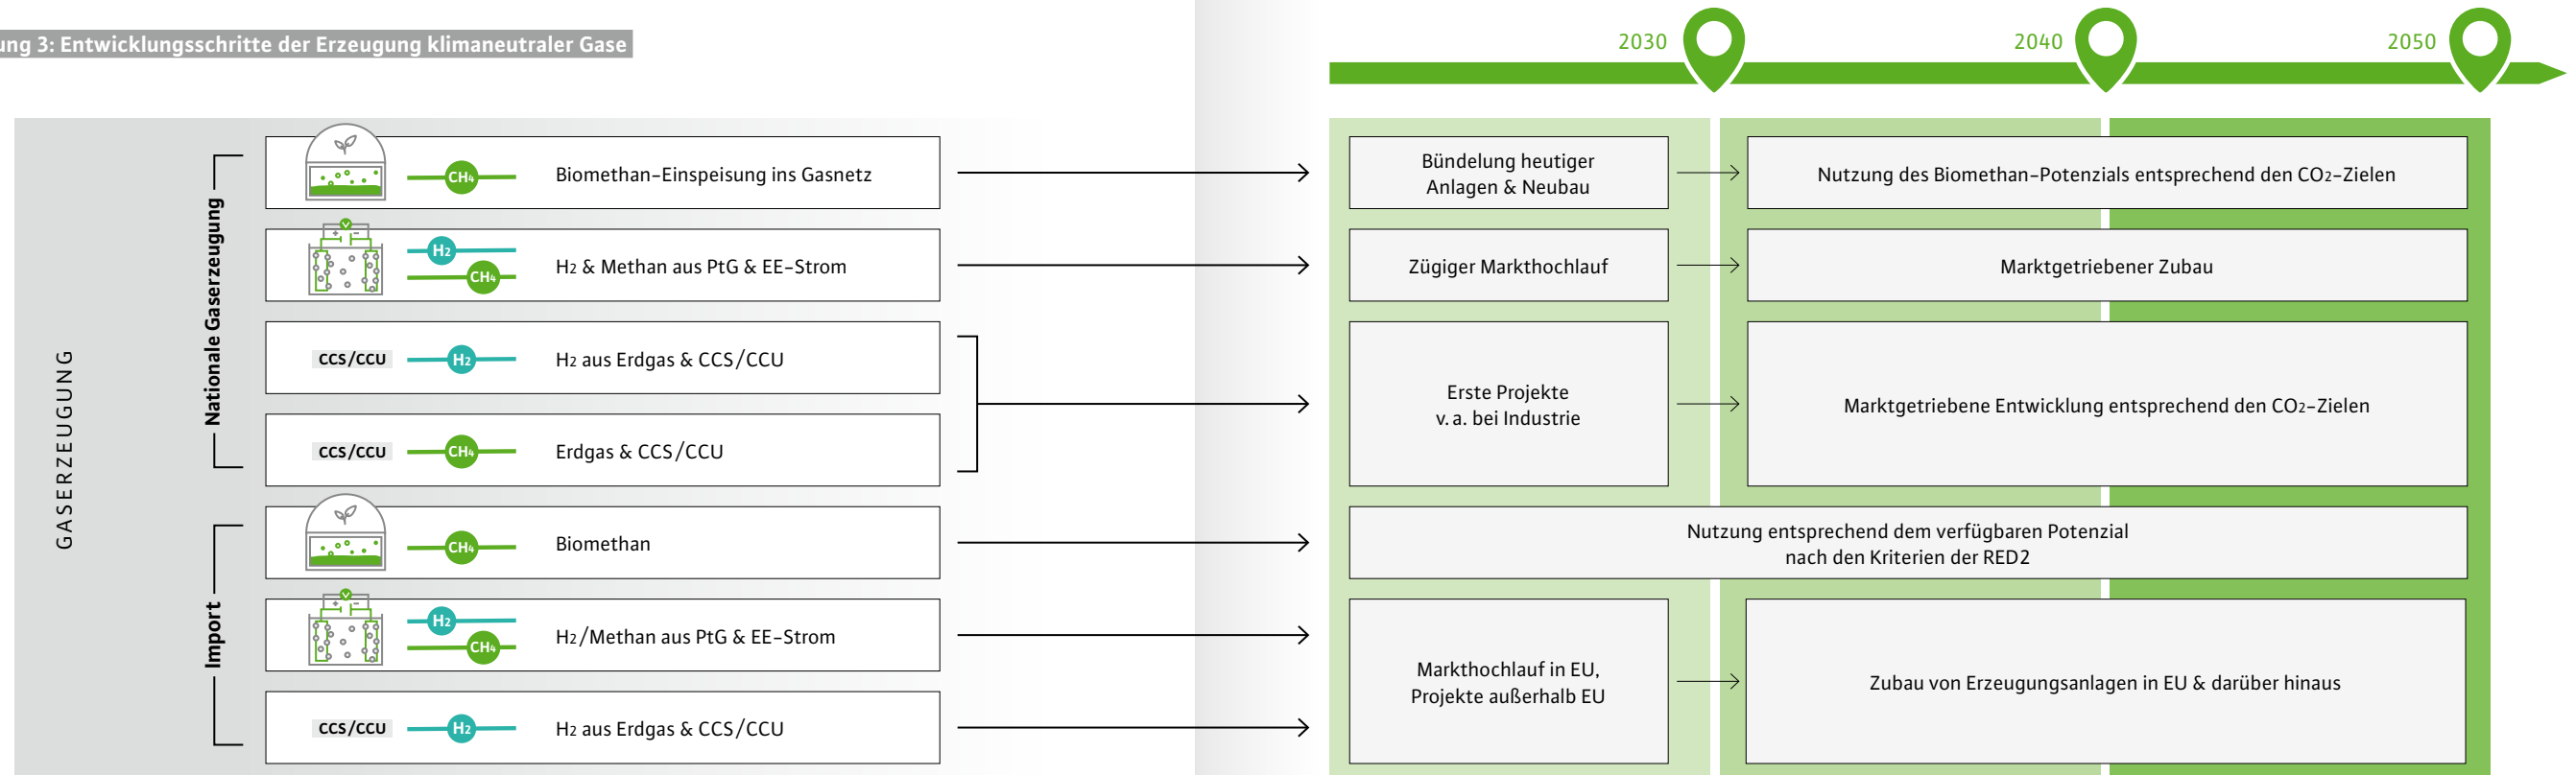 ung 3: Entwicklungsschritte der Erzeugung klimaneutraler Gase
2030
2040
2050
GASERZEUGUNG
Nationale Gaserzeugung
CH4
Biomethan-Einspeisung ins Gasnetz
Bündelung heutiger
Anlagen & Neubau
Nutzung des Biomethan-Potenzials entsprechend den CO2-Zielen
V
+ -
H2
CH4
H2 & Methan aus PtG & EE-Strom
Zügiger Markthochlauf
Marktgetriebener Zubau
CCS/CCU
H2
H2 aus Erdgas & CCS/CCU
CCS/CCU
CH4
Erdgas & CCS/CCU
Erste Projekte
v. a. bei Industrie
Marktgetriebene Entwicklung entsprechend den CO2-Zielen
Import
CH4
Biomethan
Nutzung entsprechend dem verfügbaren Potenzial
nach den Kriterien der RED2
V
+ -
H2
CH4
H2/Methan aus PtG & EE-Strom
CCS/CCU
H2
H2 aus Erdgas & CCS/CCU
Markthochlauf in EU,
Projekte außerhalb EU
Zubau von Erzeugungsanlagen in EU & darüber hinaus